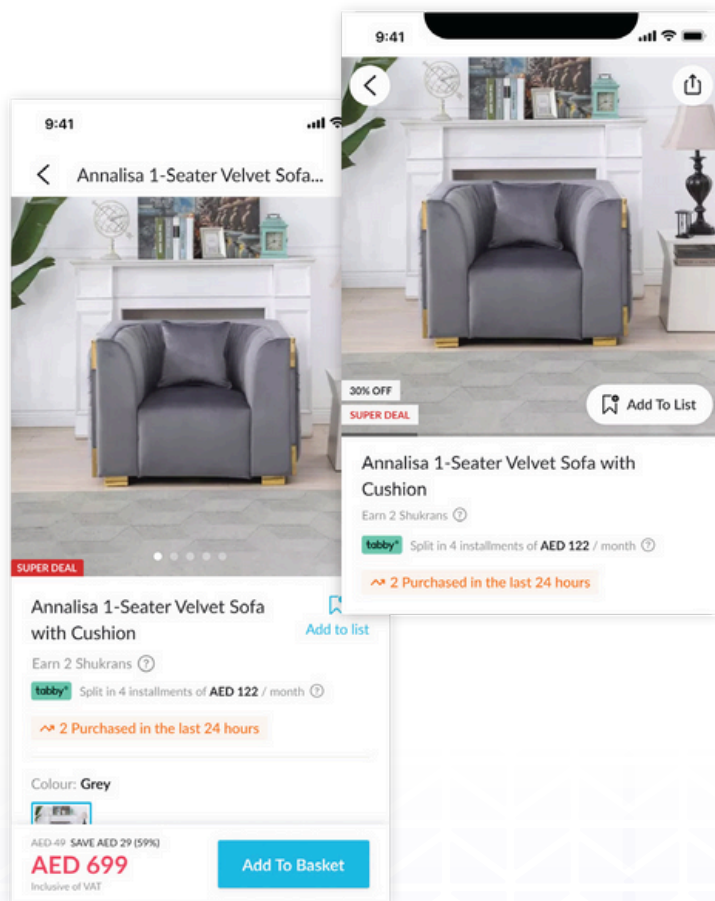 9:41
Annalisa 1-Seater Velvet Sofa...
SUPER DEAL
Annalisa 1-Seater Velvet Sofa
with Cushion
Add to list
Earn 2 Shukrans ?
tabby Split in 4 installments of AED 122 / month ?
2 Purchased in the last 24 hours
Colour: Grey
AED 49 SAVE AED 29 (59%)
AED 699
Inclusive of VAT
Add To Basket
9:41
30% OFF
SUPER DEAL
Add To List
Annalisa 1-Seater Velvet Sofa with
Cushion
Earn 2 Shukrans ?
tabby Split in 4 installments of AED 122 / month ?
2 Purchased in the last 24 hours